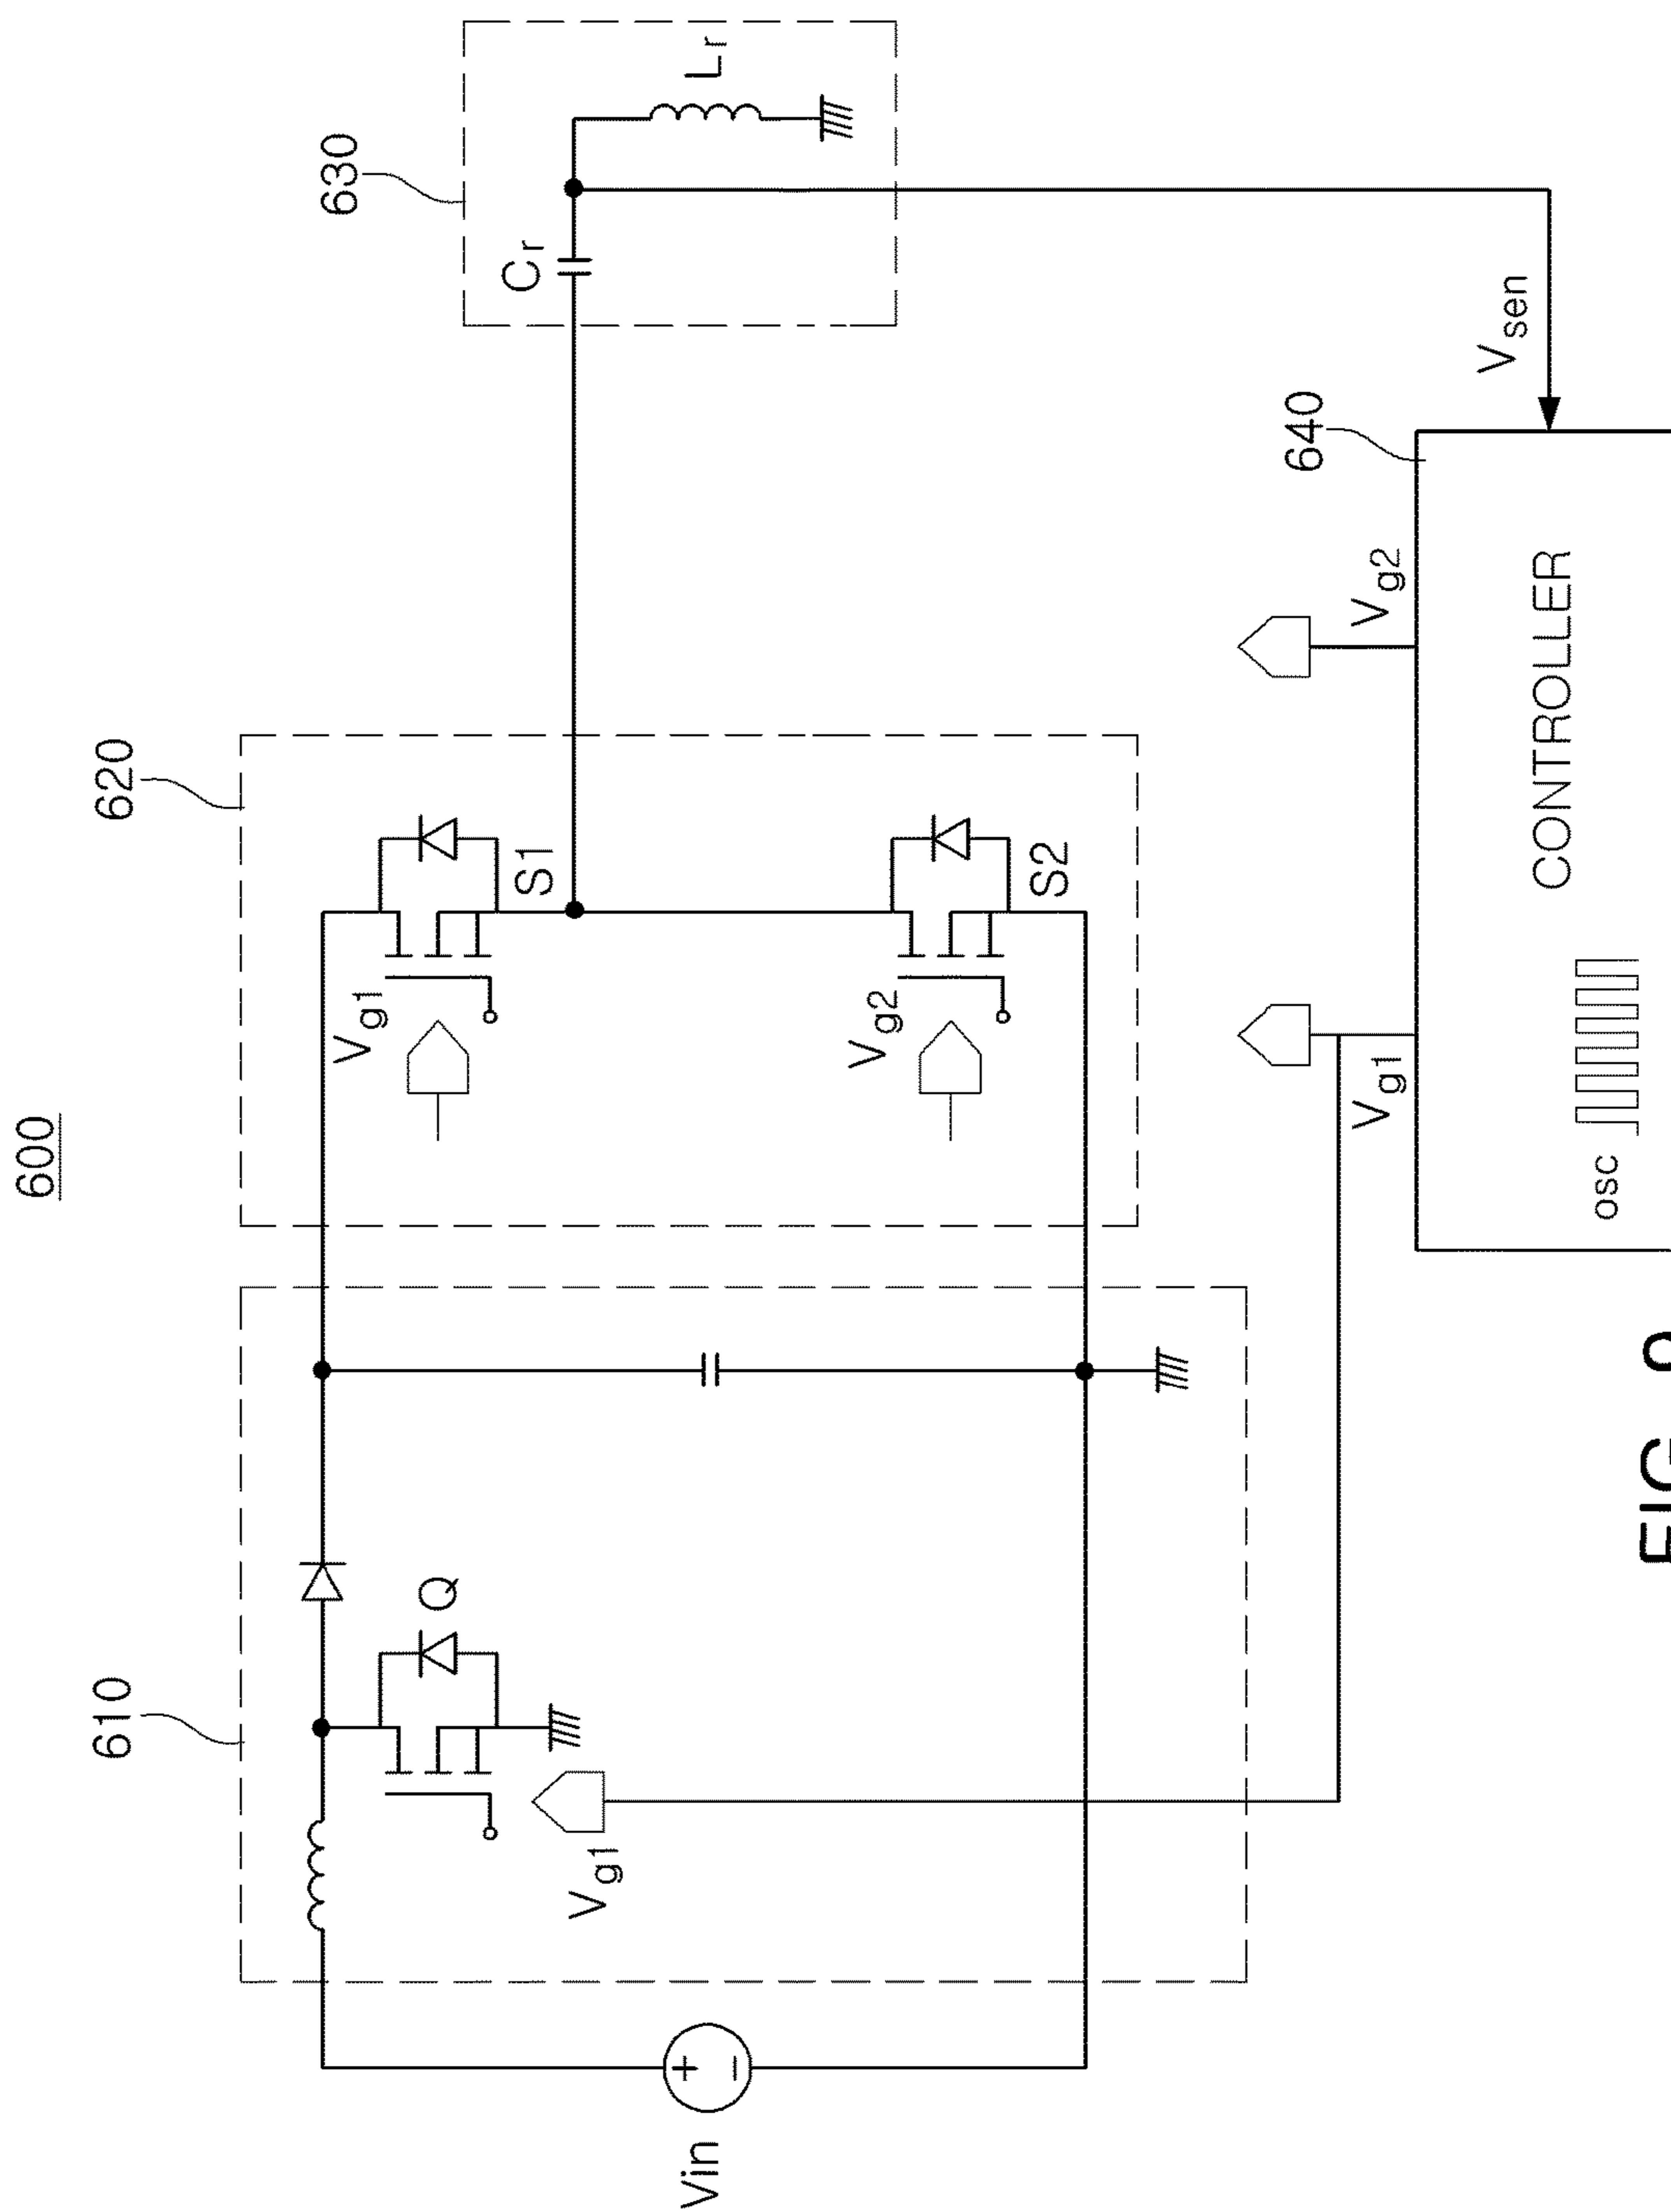 600
610
620
630
Vin
+
−
Q
Vg1
Vg1
S1
Vg2
S2
Cr
Lr
640
Vsen
Vg1
Vg2
CONTROLLER
osc